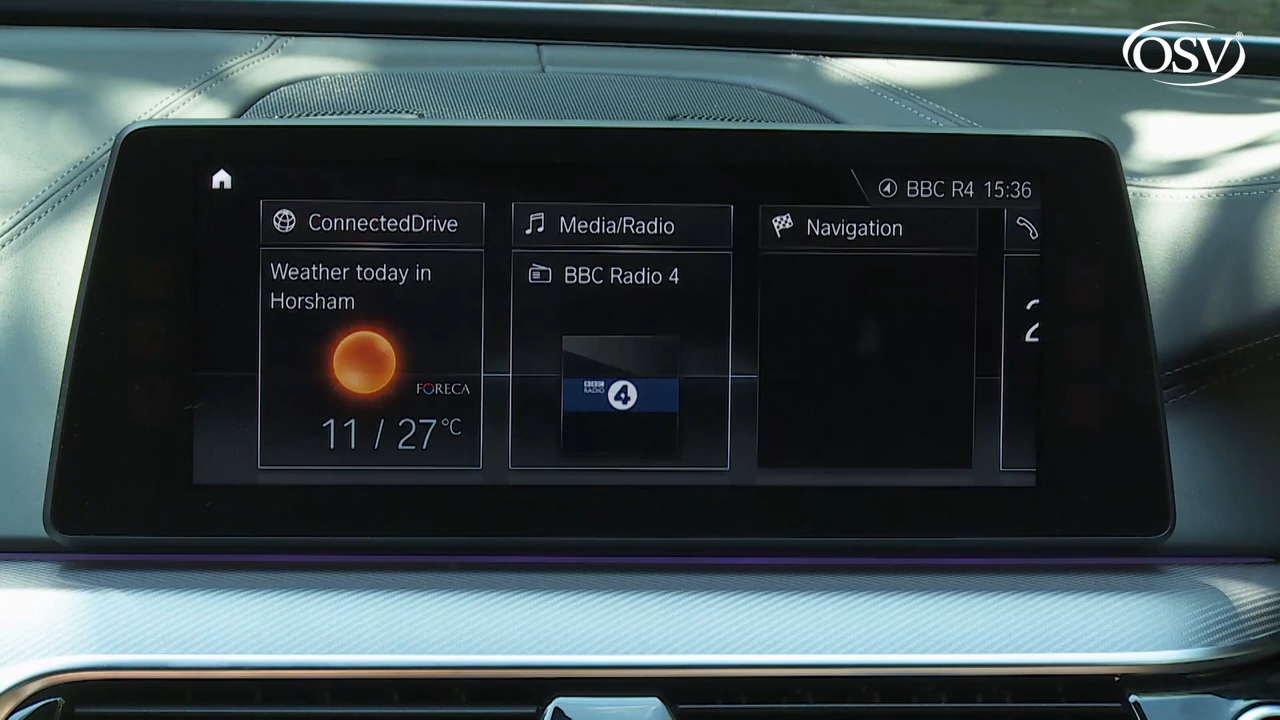 OSV
BBC R4 15:36
ConnectedDrive
Media/Radio
Navigation
Weather today in
Horsham
FORECA
11 / 27°C
BBC Radio 4
BBC
RADIO
4